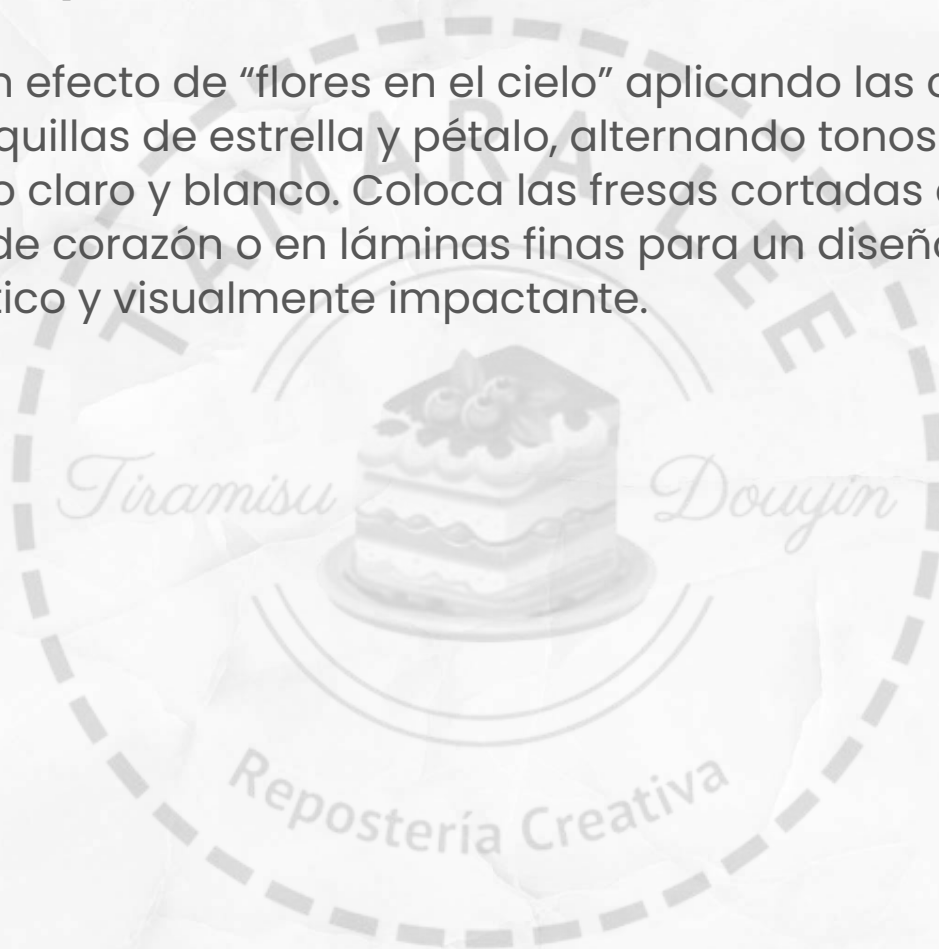 n efecto de “flores en el cielo” aplicando las
quillas de estrella y pétalo, alternando tonos
o claro y blanco. Coloca las fresas cortadas
de corazón o en láminas finas para un diseño
tico y visualmente impactante.
TAMARA LEE
Tiramisu Douyin
Repostería Creativa